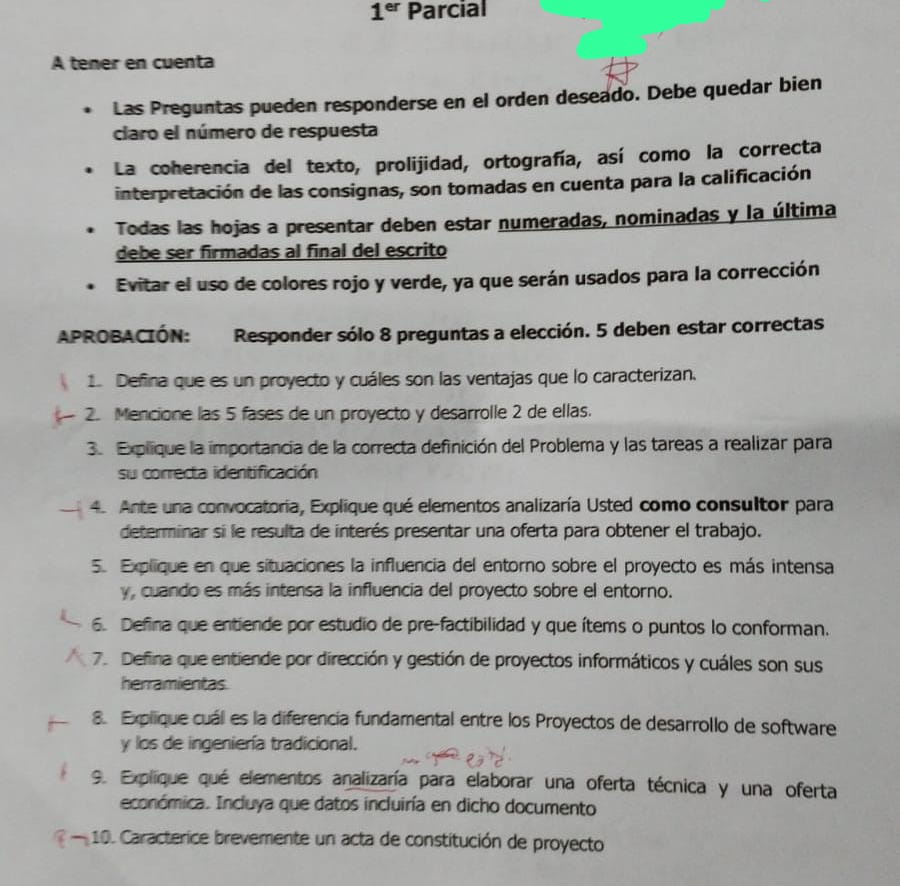 1er Parcial
A tener en cuenta
• Las Preguntas pueden responderse en el orden deseado. Debe quedar bien
claro el número de respuesta
• La coherencia del texto, prolijidad, ortografía, así como la correcta
interpretación de las consignas, son tomadas en cuenta para la calificación
• Todas las hojas a presentar deben estar numeradas, nominadas y la última
debe ser firmadas al final del escrito
• Evitar el uso de colores rojo y verde, ya que serán usados para la corrección
APROBACIÓN: Responder sólo 8 preguntas a elección. 5 deben estar correctas
1. Defina que es un proyecto y cuáles son las ventajas que lo caracterizan.
2. Mencione las 5 fases de un proyecto y desarrolle 2 de ellas.
3. Explique la importancia de la correcta definición del Problema y las tareas a realizar para
su correcta identificación
4. Ante una convocatoria, Explique qué elementos analizaría Usted como consultor para
determinar si le resulta de interés presentar una oferta para obtener el trabajo.
5. Explique en que situaciones la influencia del entorno sobre el proyecto es más intensa
y, cuando es más intensa la influencia del proyecto sobre el entorno.
6. Defina que entiende por estudio de pre-factibilidad y que ítems o puntos lo conforman.
7. Defina que entiende por dirección y gestión de proyectos informáticos y cuáles son sus
herramientas.
8. Explique cuál es la diferencia fundamental entre los Proyectos de desarrollo de software
y los de ingeniería tradicional.
9. Explique qué elementos analizaría para elaborar una oferta técnica y una oferta
económica. Incluya que datos incluiría en dicho documento
10. Caracterice brevemente un acta de constitución de proyecto